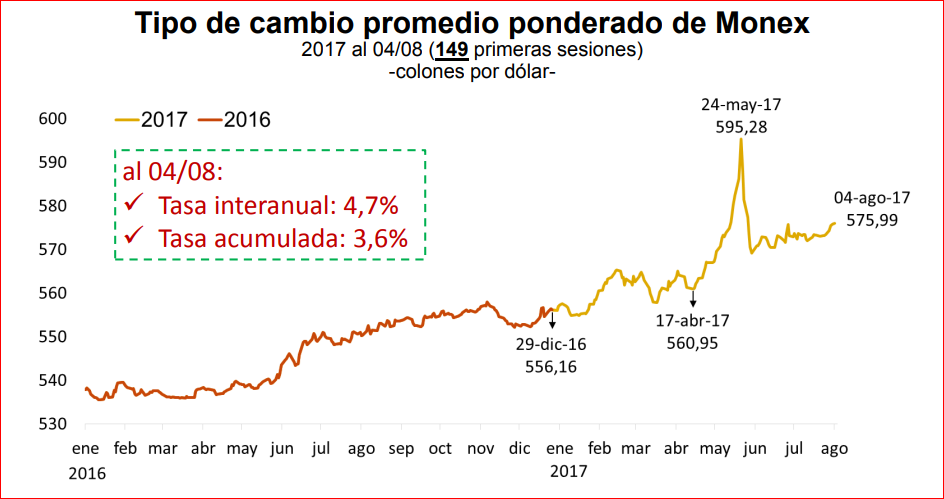 Tipo de cambio promedio ponderado de Monex
2017 al 04/08 (149 primeras sesiones)
-colones por dólar-
2017 2016
al 04/08:
✓ Tasa interanual: 4,7%
✓ Tasa acumulada: 3,6%
24-may-17
595,28
04-ago-17
575,99
17-abr-17
560,95
29-dic-16
556,16
600
590
580
570
560
550
540
530
ene feb mar abr may jun jul ago sep oct nov dic ene feb mar abr may jun jul ago
2016 2017